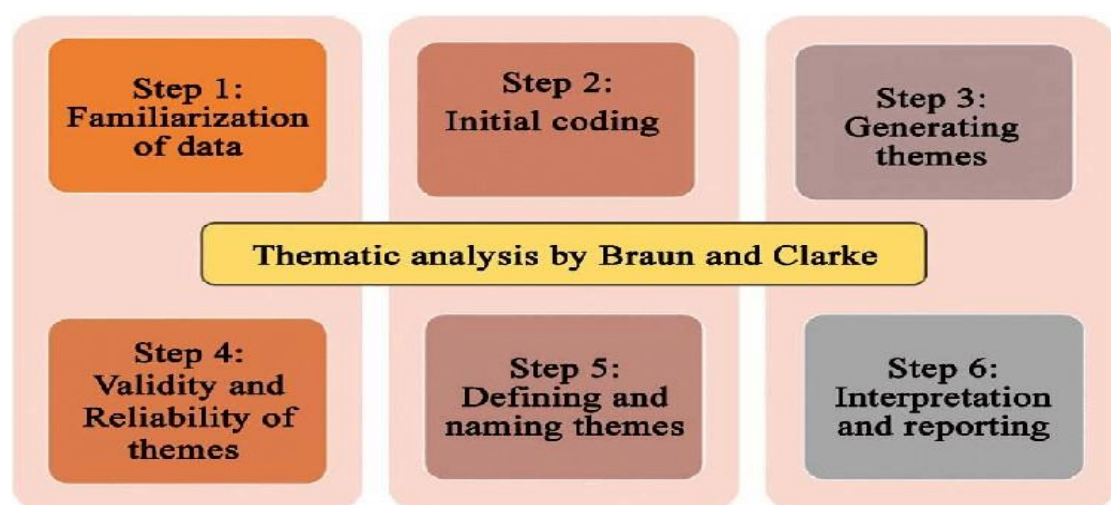 Step 1:
Familiarization
of data
Step 2:
Initial coding
Step 3:
Generating
themes
Thematic analysis by Braun and Clarke
Step 4:
Validity and
Reliability of
themes
Step 5:
Defining and
naming themes
Step 6:
Interpretation
and reporting